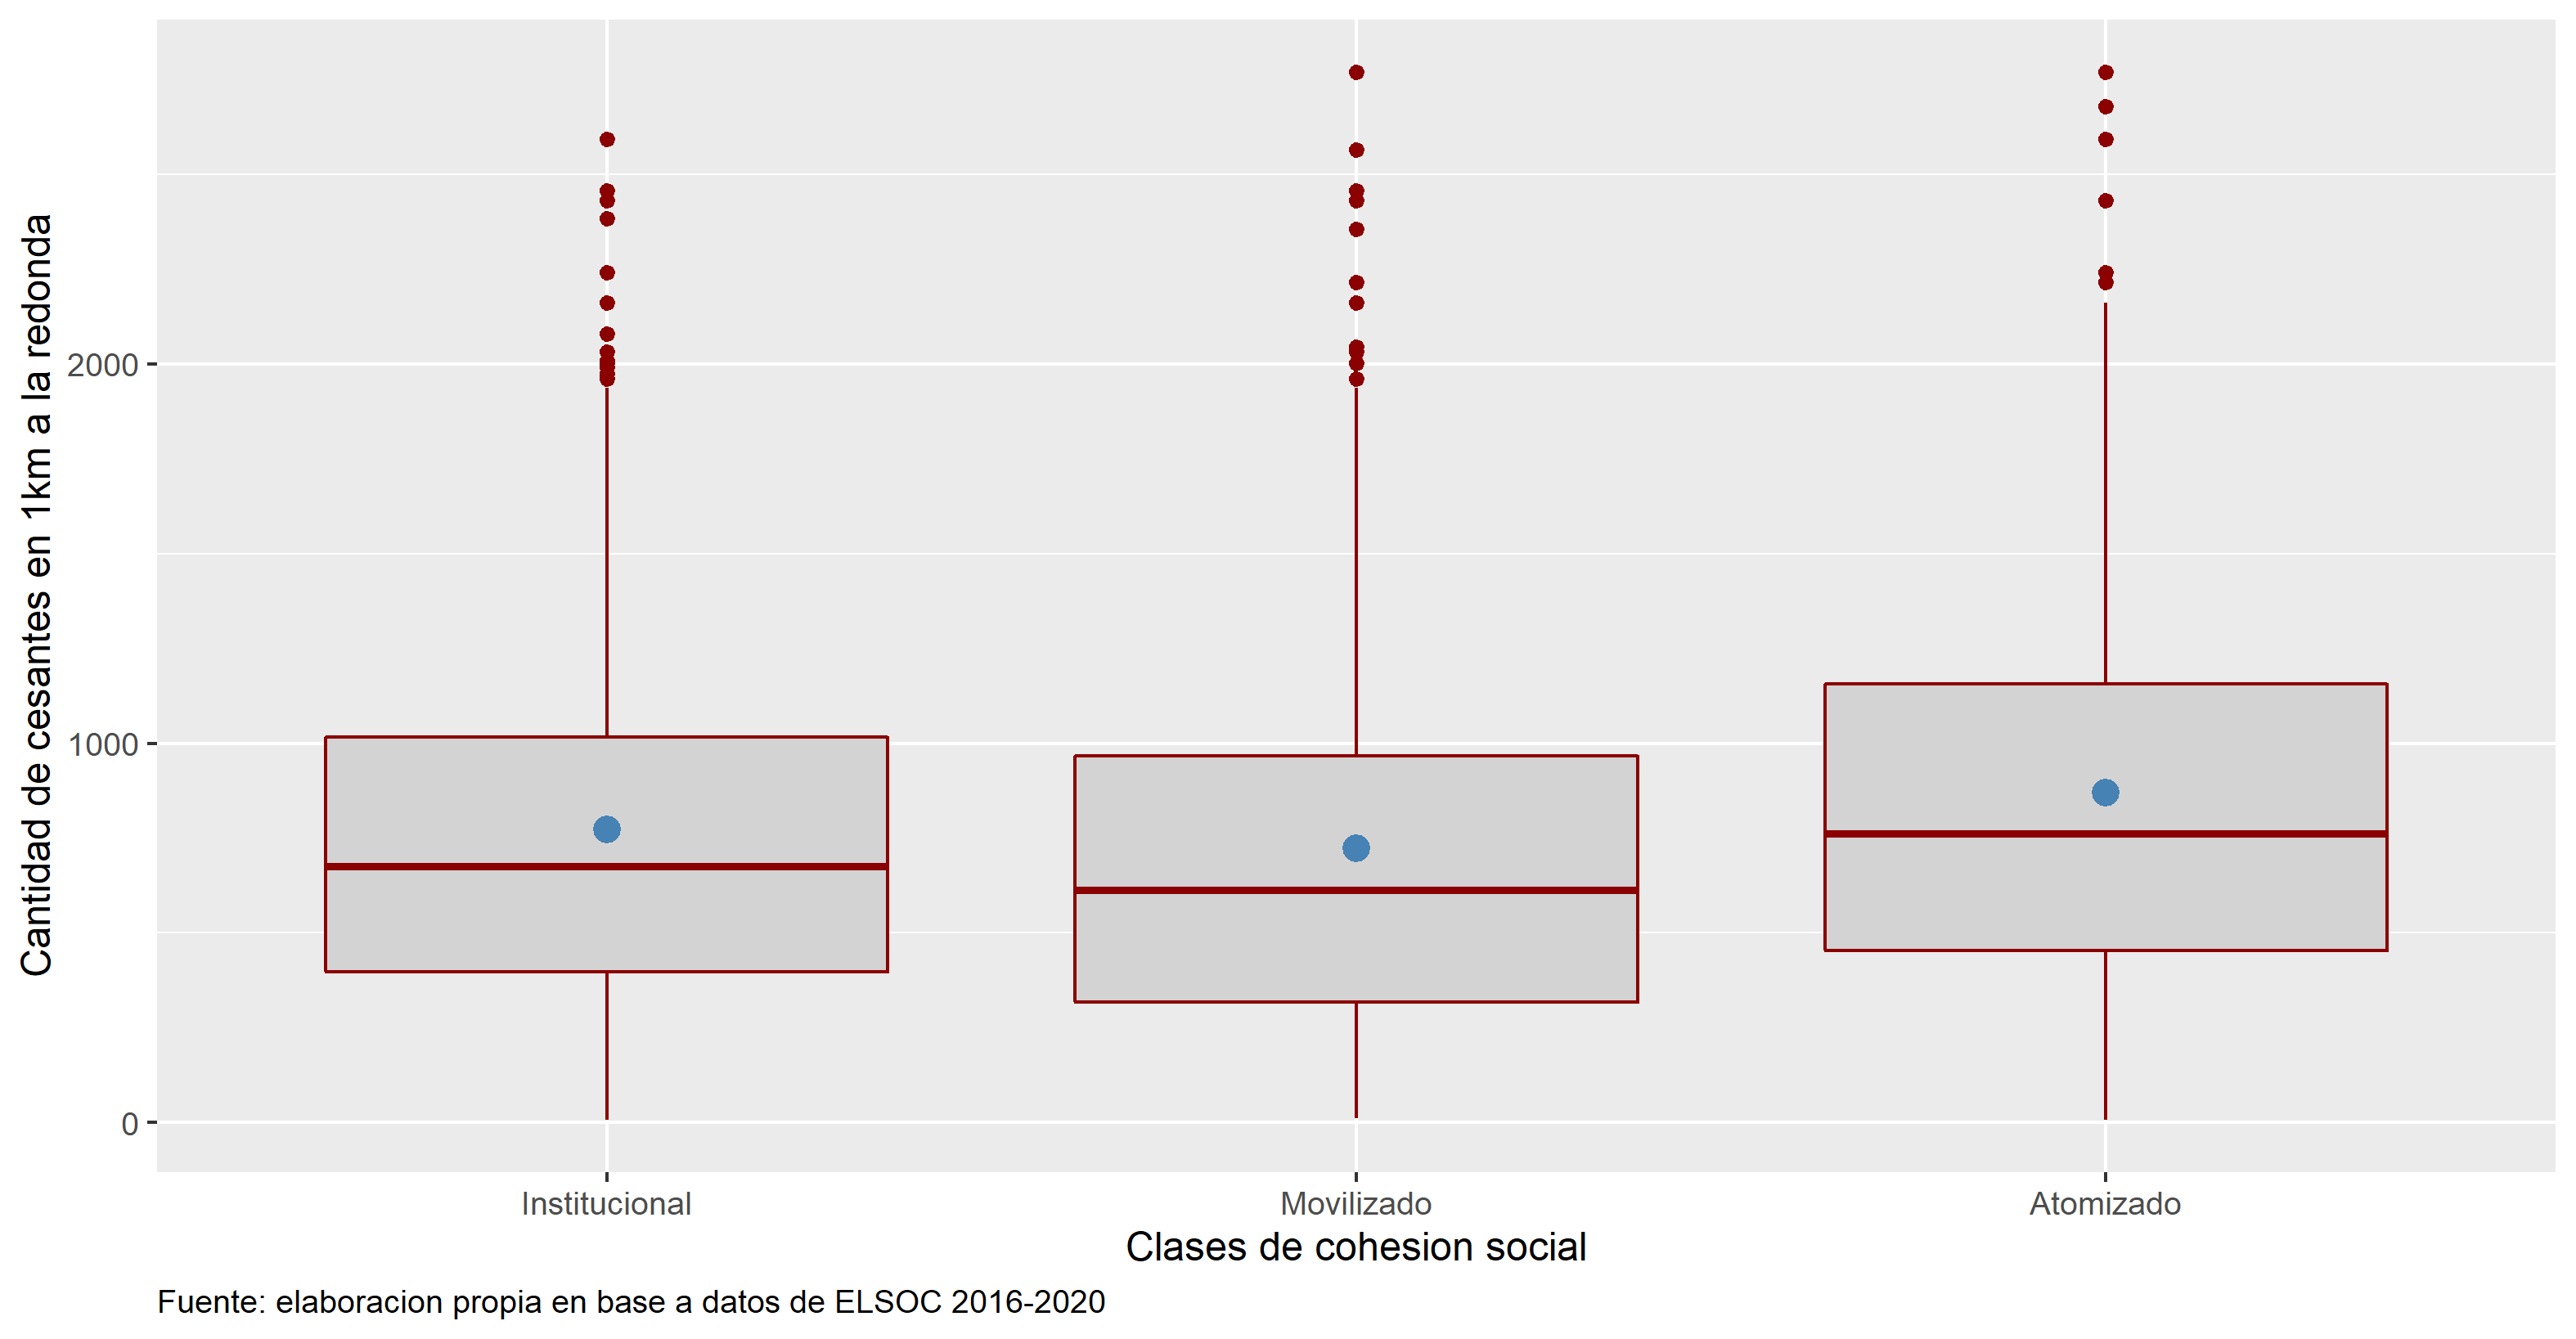 Cantidad de cesantes en 1km a la redonda
2000
1000
0
Institucional
Movilizado
Atomizado
Clases de cohesion social
Fuente: elaboracion propia en base a datos de ELSOC 2016-2020